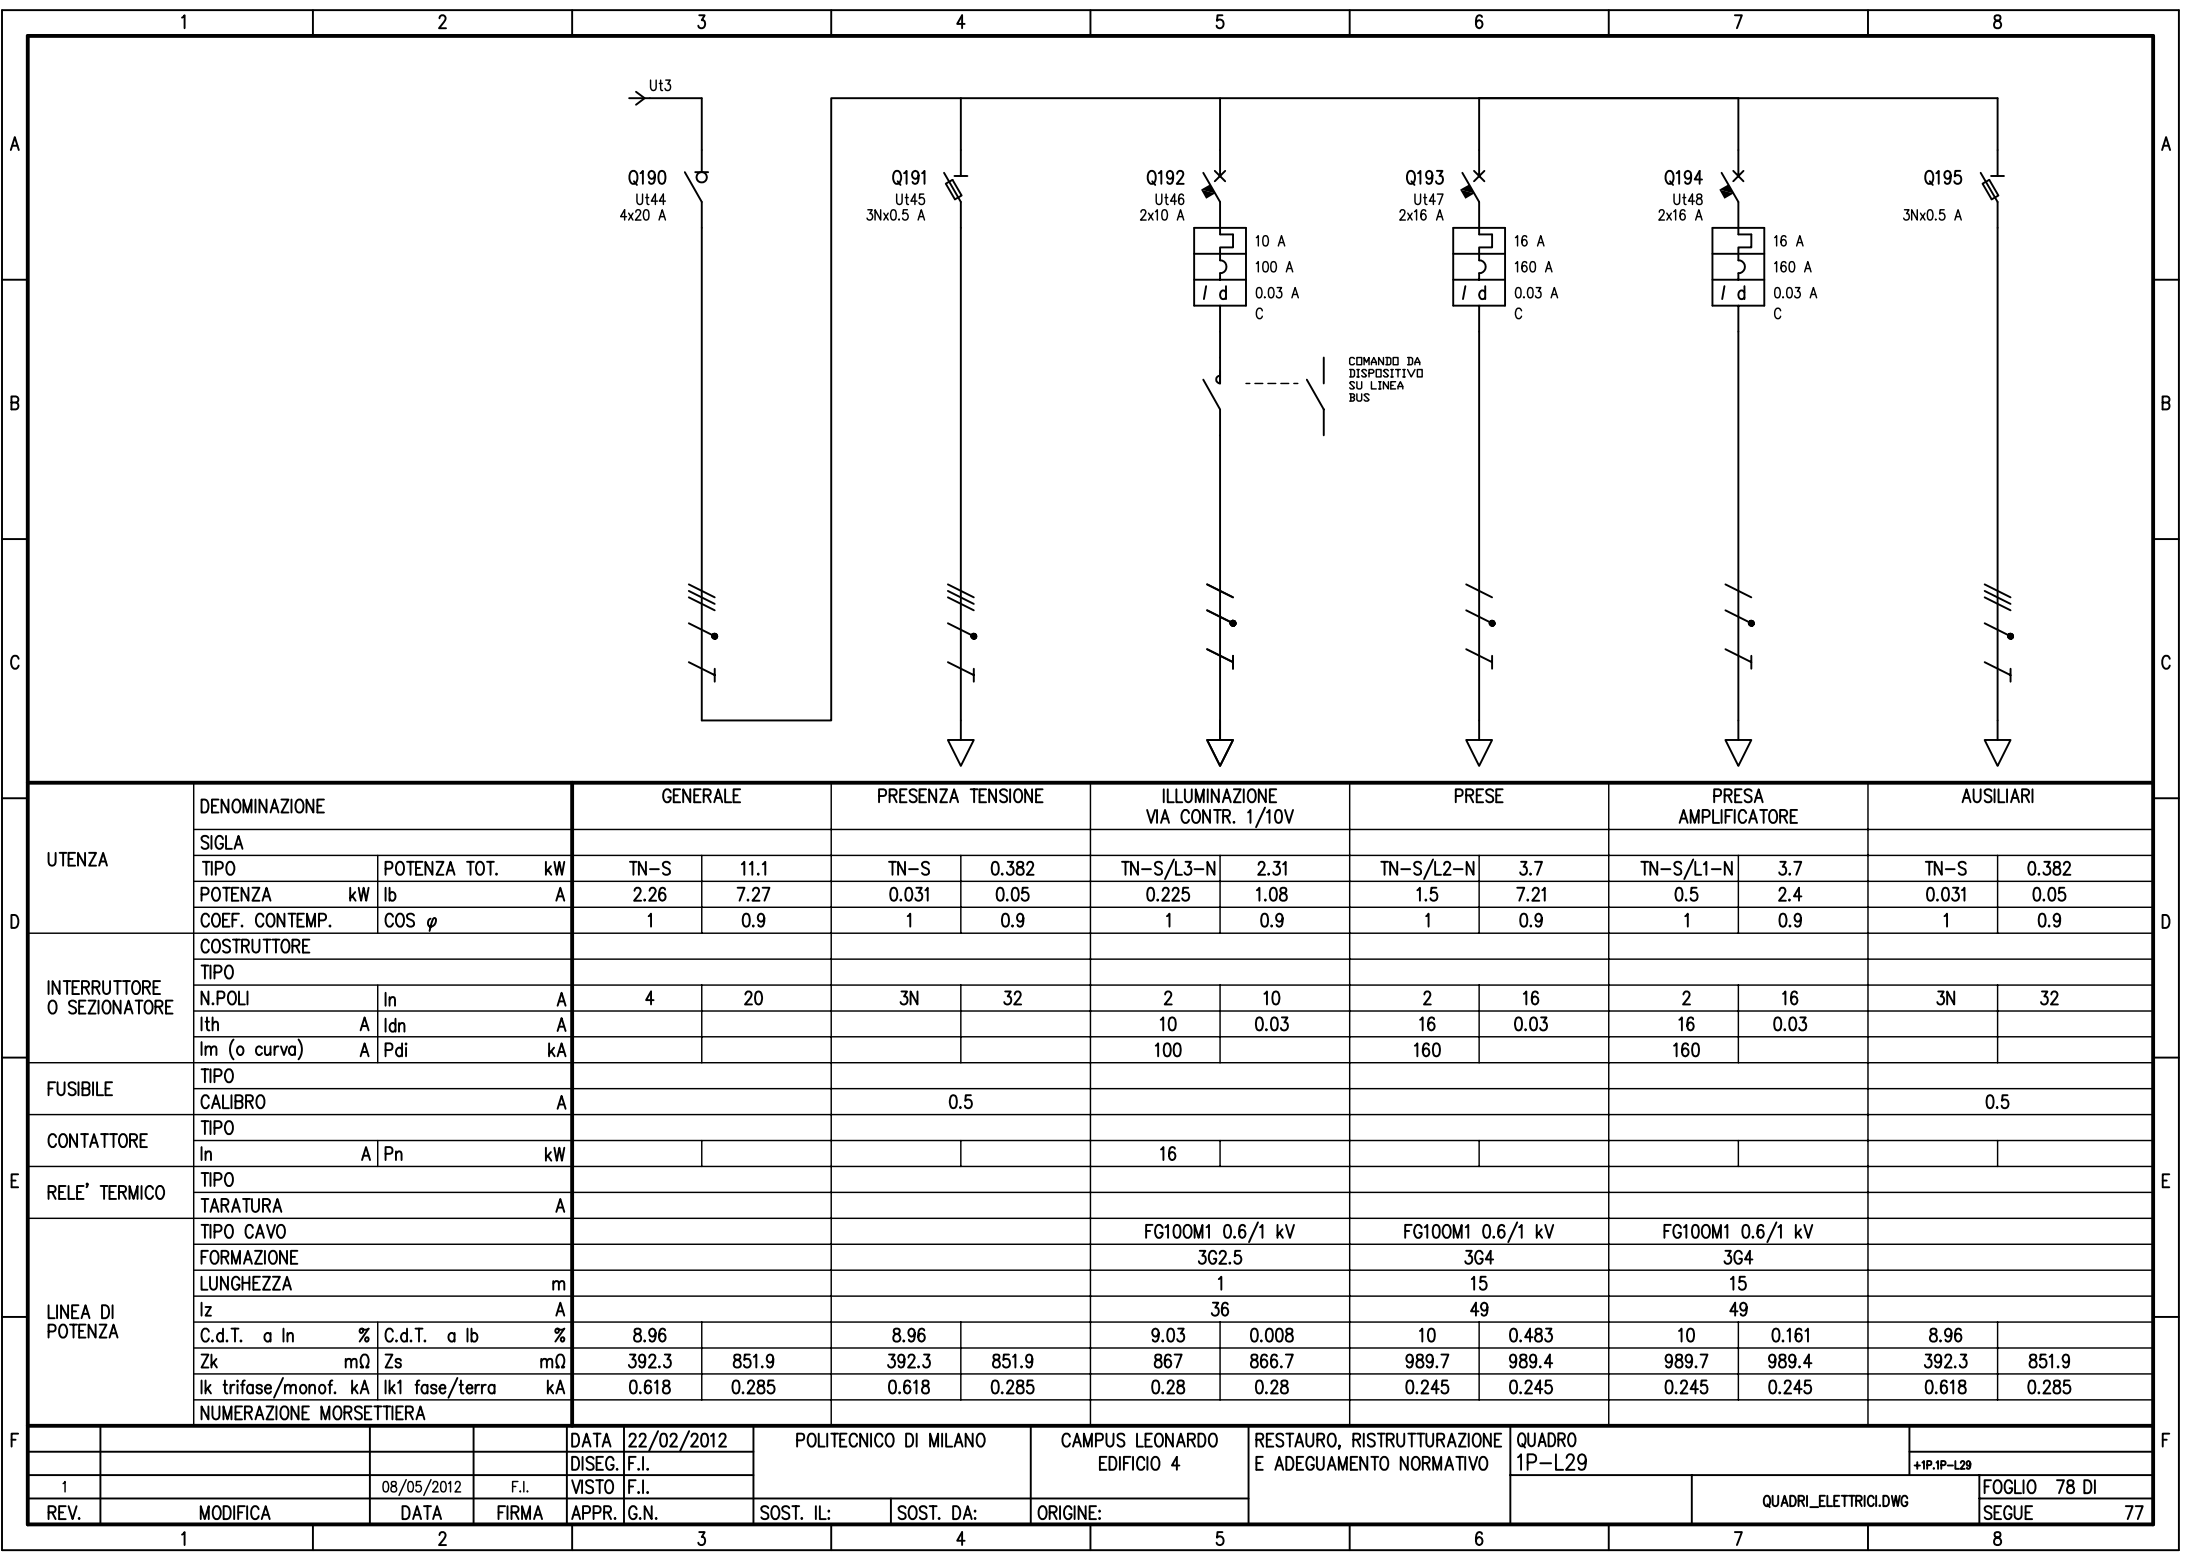 1 2 3 4 5 6 7 8
Ut3
A A
Q190 Q191 Q192 Q193 Q194 Q195
Ut44 Ut45 Ut46 Ut47 Ut48
4x20 A 3Nx0.5 A 2x10 A 2x16 A 2x16 A 3Nx0.5 A
10 A 16 A 16 A
100 A 160 A 160 A
I d 0.03 A I d 0.03 A I d 0.03 A
C C C
COMANDO DA
DISPOSITIVO
SU LINEA
BUS
B B
C C
UTENZA
DENOMINAZIONE GENERALE PRESENZA TENSIONE ILLUMINAZIONE PRESE PRESA AUSILIARI
VIA CONTR. 1/10V AMPLIFICATORE
SIGLA
TIPO POTENZA TOT. kW TN-S 11.1 TN-S 0.382 TN-S/L3-N 2.31 TN-S/L2-N 3.7 TN-S/L1-N 3.7 TN-S 0.382
POTENZA kW Ib A 2.26 7.27 0.031 0.05 0.225 1.08 1.5 7.21 0.5 2.4 0.031 0.05
COEF. CONTEMP. COS φ 1 0.9 1 0.9 1 0.9 1 0.9 1 0.9 1 0.9
D D
INTERRUTTORE
O SEZIONATORE
COSTRUTTORE
TIPO
N.POLI In A 4 20 3N 32 2 10 2 16 2 16 3N 32
Ith A Idn A 10 0.03 16 0.03 16 0.03
Im (o curva) A Pdi kA 100 160 160
FUSIBILE
TIPO
CALIBRO A 0.5 0.5
CONTATTORE
TIPO
In A Pn kW 16
E E
RELE' TERMICO
TIPO
TARATURA A
LINEA DI
POTENZA
TIPO CAVO FG10OM1 0.6/1 kV FG10OM1 0.6/1 kV FG10OM1 0.6/1 kV
FORMAZIONE 3G2.5 3G4 3G4
LUNGHEZZA m 1 15 15
Iz A 36 49 49
C.d.T. a In % C.d.T. a Ib % 8.96 8.96 9.03 0.008 10 0.483 10 0.161 8.96
Zk mΩ Zs mΩ 392.3 851.9 392.3 851.9 867 866.7 989.7 989.4 989.7 989.4 392.3 851.9
Ik trifase/monof. kA Ik1 fase/terra kA 0.618 0.285 0.618 0.285 0.28 0.28 0.245 0.245 0.245 0.245 0.618 0.285
NUMERAZIONE MORSETTIERA
F F
DATA 22/02/2012 POLITECNICO DI MILANO CAMPUS LEONARDO RESTAURO, RISTRUTTURAZIONE QUADRO
DISEG. F.I. EDIFICIO 4 E ADEGUAMENTO NORMATIVO 1P-L29 +1P.1P-L29
1 08/05/2012 F.I. VISTO F.I. QUADRI_ELETTRICI.DWG FOGLIO 78 DI
REV. MODIFICA DATA FIRMA APPR. G.N. SOST. IL: SOST. DA: ORIGINE: SEGUE 77
1 2 3 4 5 6 7 8